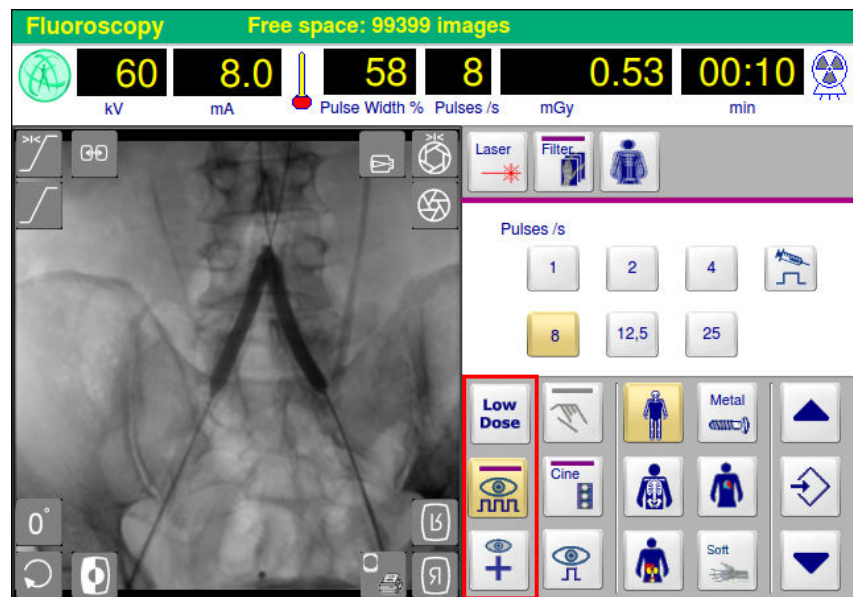 Fluoroscopy Free space: 99399 images
60 8.0 58 8 0.53 00:10
kV mA Pulse Width % Pulses /s mGy min
Laser Filter
Pulses /s
1 2 4
8 12,5 25
Low Metal
Dose
Cine
0° R
Soft
R